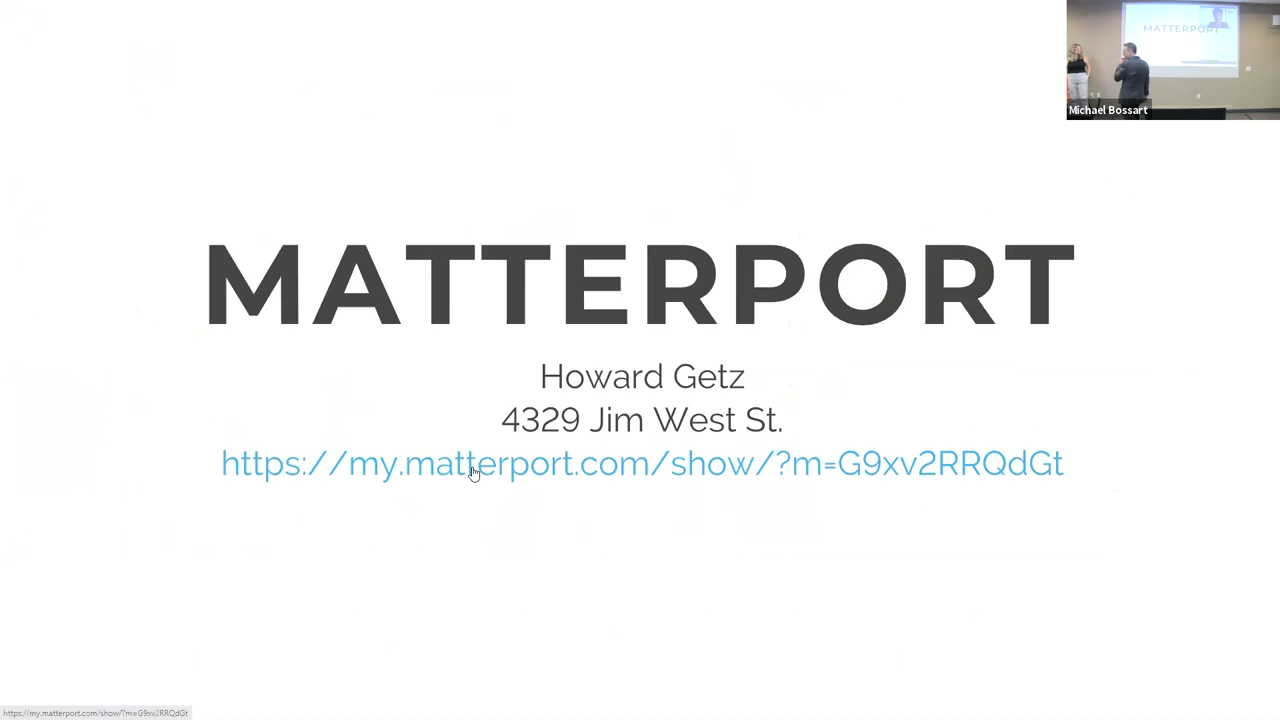 MATTERPORT
Michael Bossart
MATTERPORT
Howard Getz
4329 Jim West St.
https://my.matterport.com/show/?m=G9xv2RRQdGt
https://my.matterport.com/show/?m=G9xv2RRQdGt